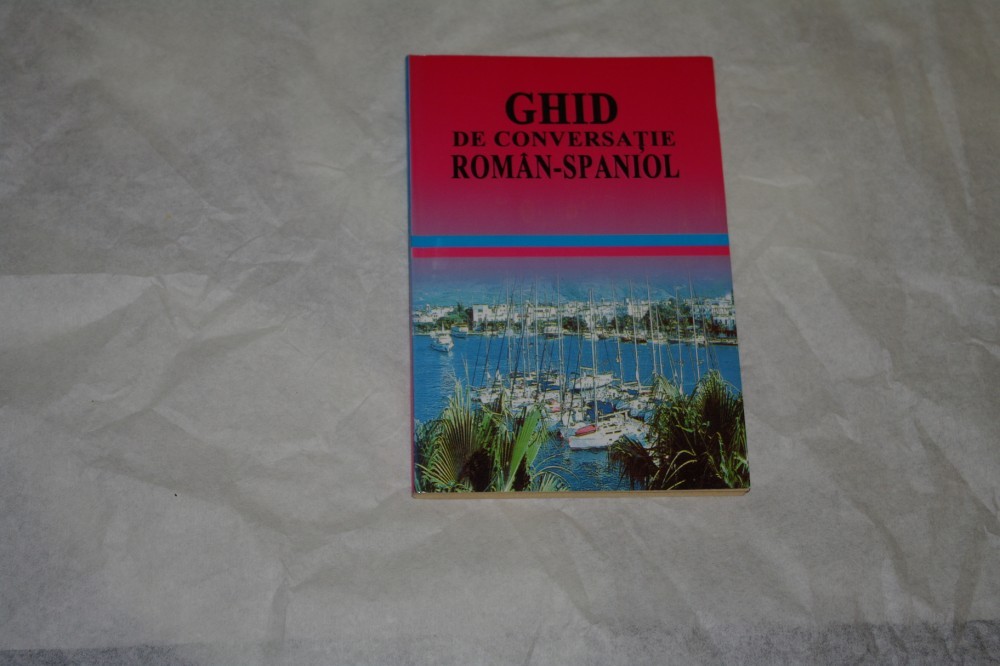 GHID
DE CONVERSAŢIE
ROMÂN-SPANIOL